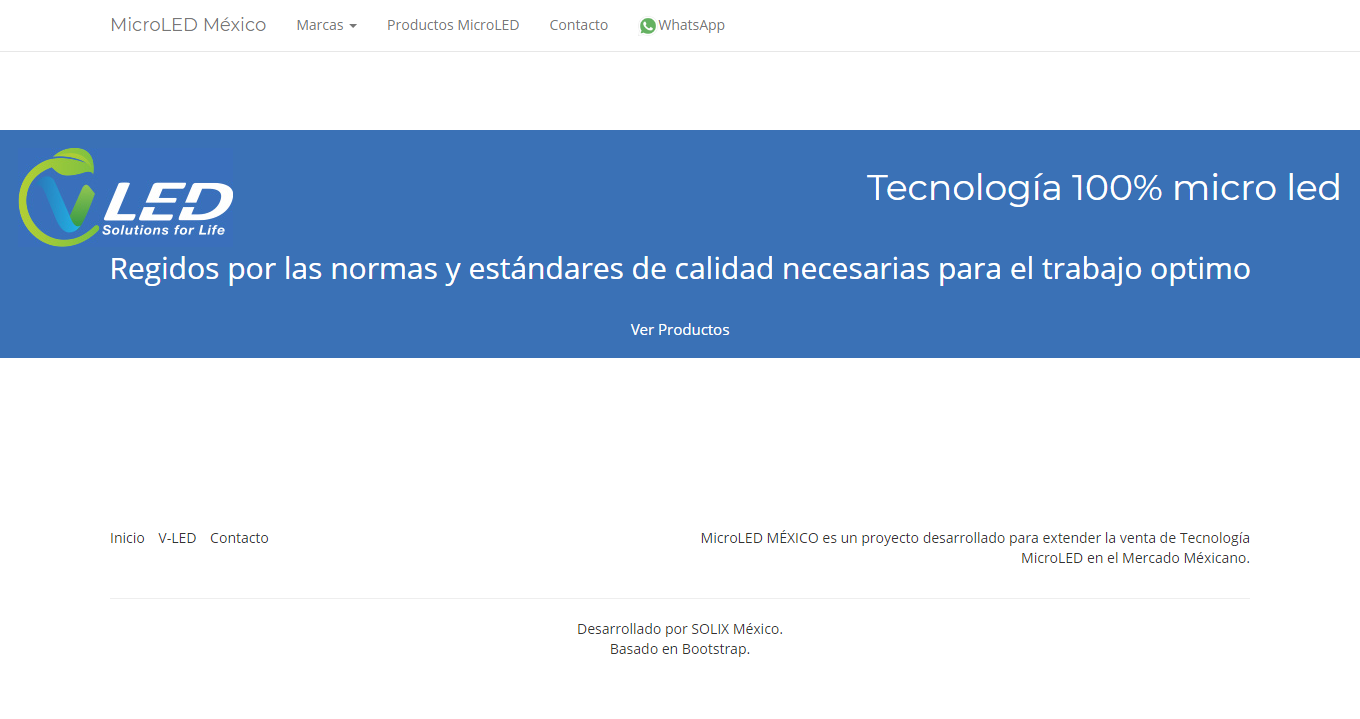 MicroLED México Marcas Productos MicroLED Contacto WhatsApp
V LED
Solutions for Life
Tecnología 100% micro led
Regidos por las normas y estándares de calidad necesarias para el trabajo optimo
Ver Productos
Inicio V-LED Contacto
MicroLED MÉXICO es un proyecto desarrollado para extender la venta de Tecnología
MicroLED en el Mercado Méxicano.
Desarrollado por SOLIX México.
Basado en Bootstrap.